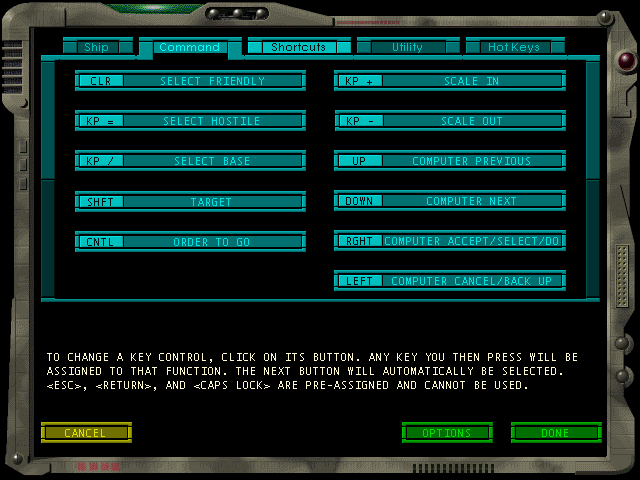 Ship Command Shortcuts Utility Hot Keys
CLR SELECT FRIENDLY
KP = SELECT HOSTILE
KP / SELECT BASE
SHFT TARGET
CNTL ORDER TO GO
KP + SCALE IN
KP - SCALE OUT
UP COMPUTER PREVIOUS
DOWN COMPUTER NEXT
RGHT COMPUTER ACCEPT/SELECT/DO
LEFT COMPUTER CANCEL/BACK UP
TO CHANGE A KEY CONTROL, CLICK ON ITS BUTTON. ANY KEY YOU THEN PRESS WILL BE
ASSIGNED TO THAT FUNCTION. THE NEXT BUTTON WILL AUTOMATICALLY BE SELECTED.
<ESC>, <RETURN>, AND <CAPS LOCK> ARE PRE-ASSIGNED AND CANNOT BE USED.
CANCEL OPTIONS DONE